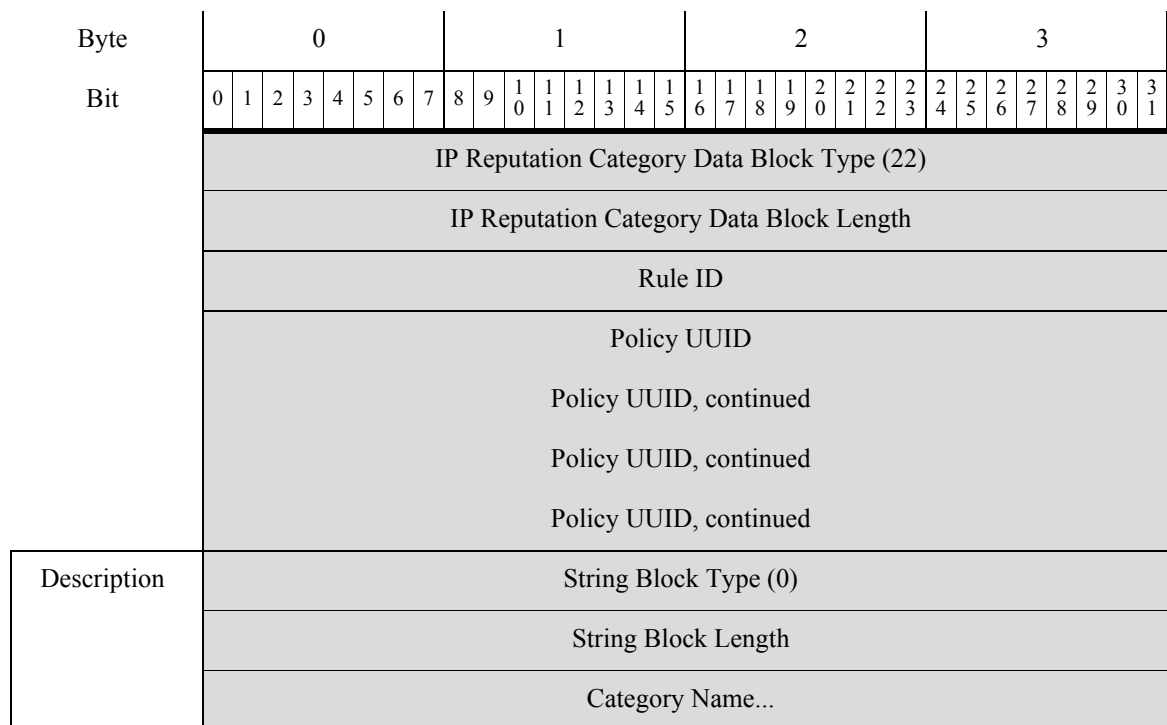 Byte 0 1 2 3
Bit 0 1 2 3 4 5 6 7 8 9 10 11 12 13 14 15 16 17 18 19 20 21 22 23 24 25 26 27 28 29 30 31
IP Reputation Category Data Block Type (22)
IP Reputation Category Data Block Length
Rule ID
Policy UUID
Policy UUID, continued
Policy UUID, continued
Policy UUID, continued
Description String Block Type (0)
String Block Length
Category Name...